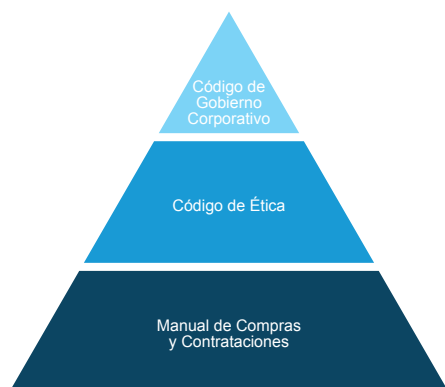 Código de
Gobierno
Corporativo
Código de Ética
Manual de Compras
y Contrataciones